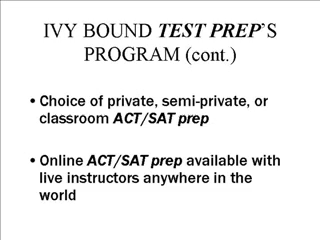 IVY BOUND TEST PREP’S
PROGRAM (cont.)
• Choice of private, semi-private, or
classroom ACT/SAT prep
• Online ACT/SAT prep available with
live instructors anywhere in the
world